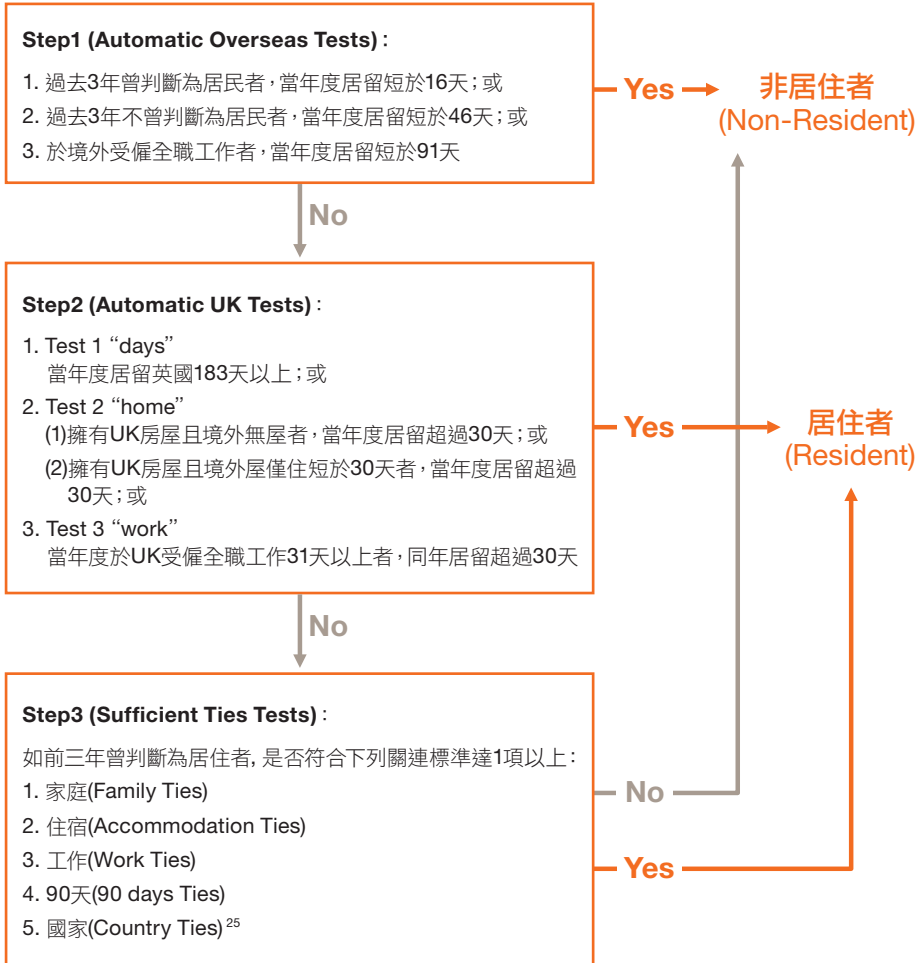 Step1 (Automatic Overseas Tests)：
1. 過去3年曾判斷為居民者，當年度居留短於16天；或
2. 過去3年不曾判斷為居民者，當年度居留短於46天；或
3. 於境外受僱全職工作者，當年度居留短於91天
Yes
非居住者
(Non-Resident)
No
Step2 (Automatic UK Tests)：
1. Test 1 “days”
當年度居留英國183天以上；或
2. Test 2 “home”
(1)擁有UK房屋且境外無屋者，當年度居留超過30天；或
(2)擁有UK房屋且境外屋僅住短於30天者，當年度居留超過
30天；或
3. Test 3 “work”
當年度於UK受僱全職工作31天以上者，同年居留超過30天
Yes
居住者
(Resident)
No
Step3 (Sufficient Ties Tests)：
如前三年曾判斷為居住者, 是否符合下列關連標準達1項以上：
1. 家庭(Family Ties)
2. 住宿(Accommodation Ties)
3. 工作(Work Ties)
4. 90天(90 days Ties)
5. 國家(Country Ties) 25
No
Yes